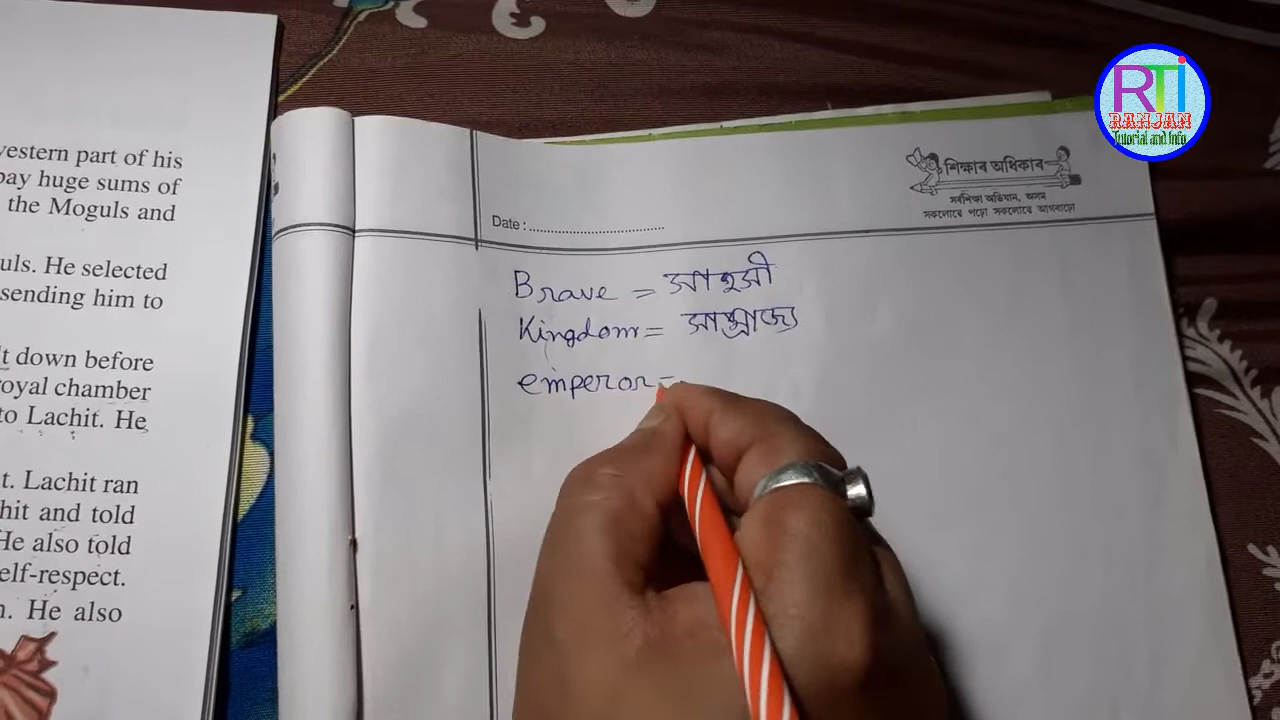 western part of his
pay huge sums of
the Moguls and
uls. He selected
sending him to
lt down before
royal chamber
to Lachit. He
t. Lachit ran
hit and told
He also told
elf-respect.
n. He also
শিক্ষাৰ অধিকাৰ
সৰ্বশিক্ষা অভিযান, অসম
সকলোৱে পঢ়ো সকলোৱে আগবাঢ়ো
Date :
Brave = সাহসী
Kingdom = সাম্রাজ্য
emperor =
RTi
RANJAN
Tutorial and Info